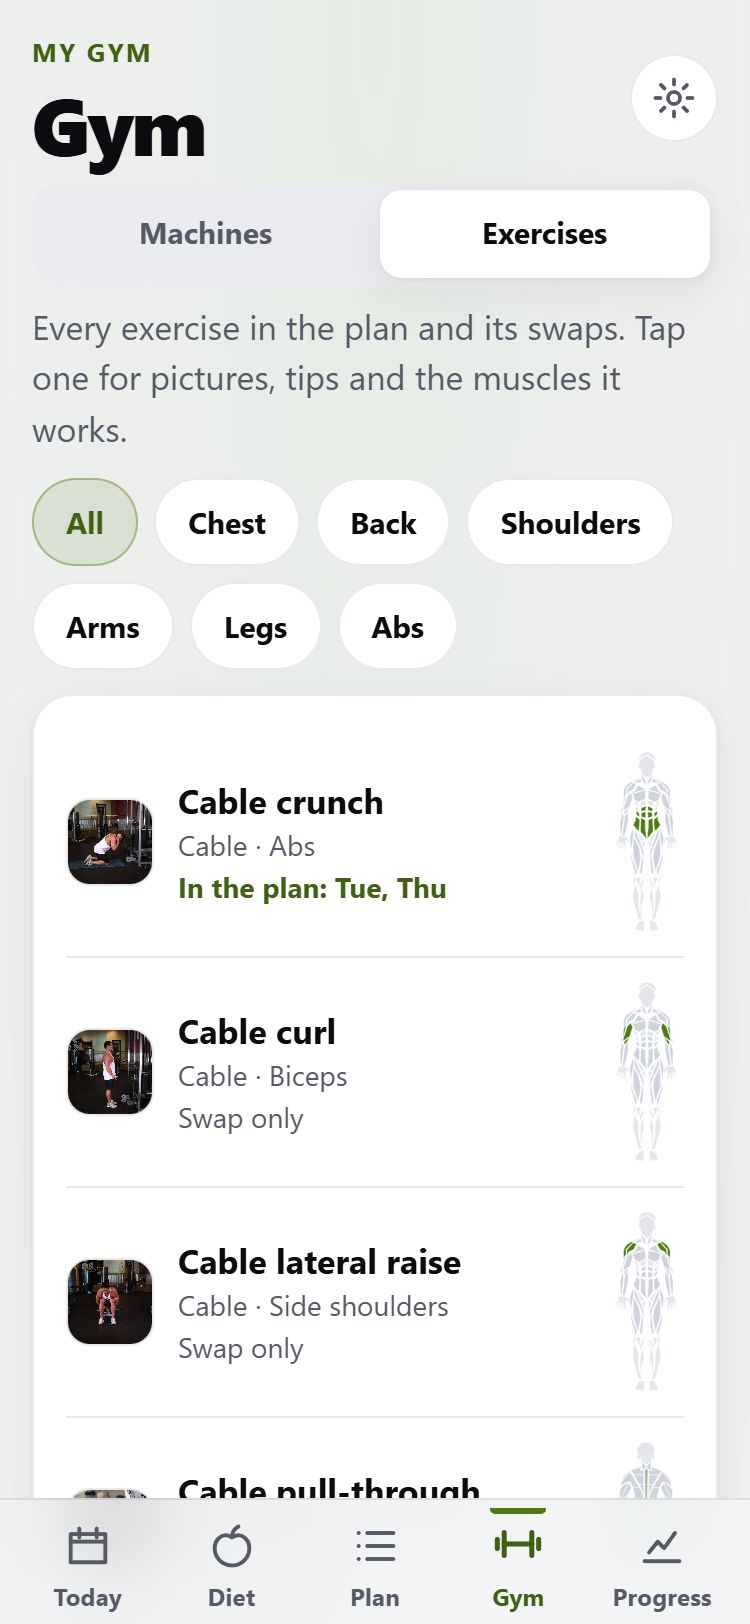 MY GYM
Gym
Machines
Exercises
Every exercise in the plan and its swaps. Tap
one for pictures, tips and the muscles it
works.
All
Chest
Back
Shoulders
Arms
Legs
Abs
Cable crunch
Cable · Abs
In the plan: Tue, Thu
Cable curl
Cable · Biceps
Swap only
Cable lateral raise
Cable · Side shoulders
Swap only
Cable pull-through
Today
Diet
Plan
Gym
Progress